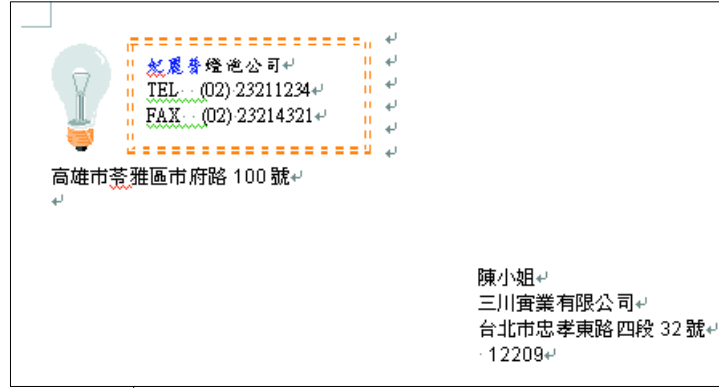 妃麗普燈泡公司
TEL (02) 23211234
FAX (02) 23214321
高雄市苓雅區市府路 100 號
陳小姐
三川實業有限公司
台北市忠孝東路四段 32 號
12209